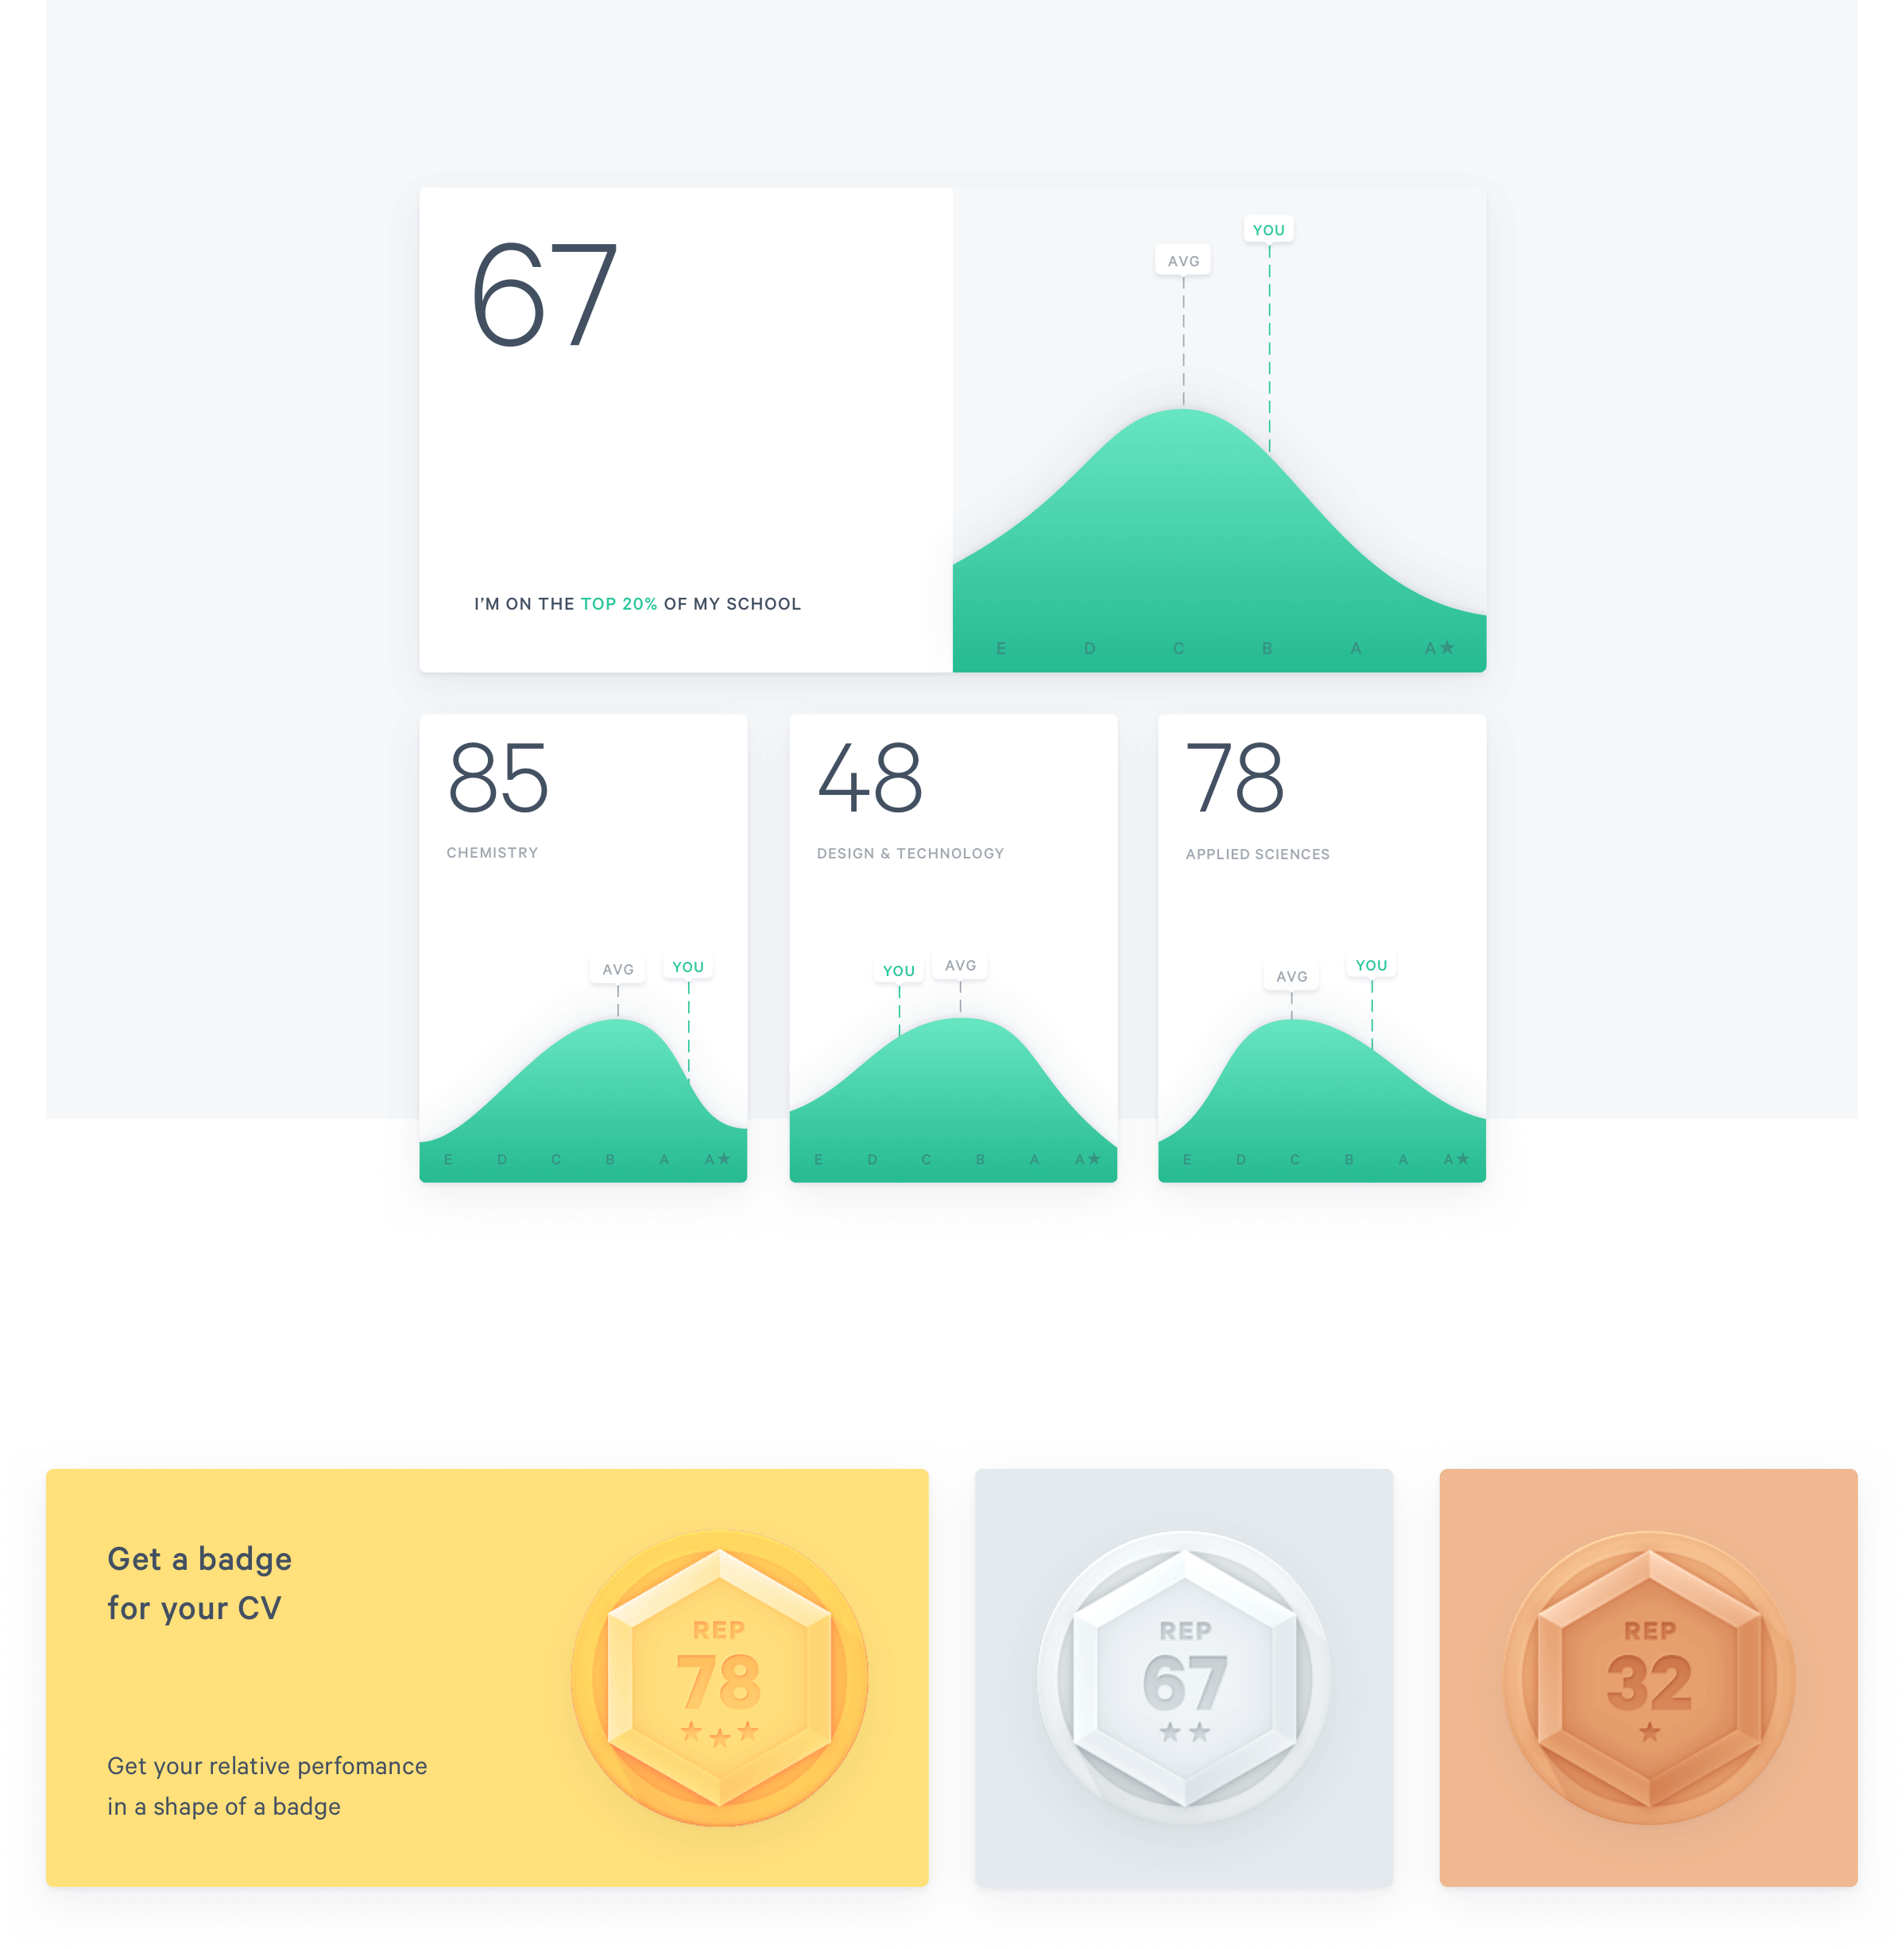 67
YOU
AVG
I’M ON THE TOP 20% OF MY SCHOOL
E D C B A A★
85
CHEMISTRY
AVG YOU
E D C B A A★
48
DESIGN & TECHNOLOGY
YOU AVG
E D C B A A★
78
APPLIED SCIENCES
AVG YOU
E D C B A A★
Get a badge
for your CV
Get your relative perfomance
in a shape of a badge
REP
78
★★★
REP
67
★★
REP
32
★